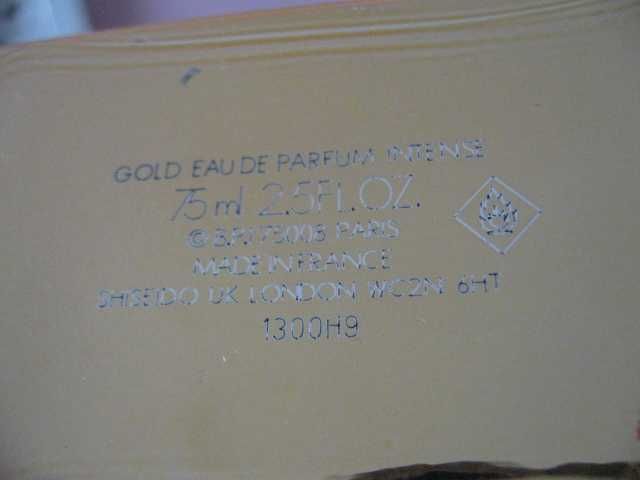 GOLD EAU DE PARFUM INTENSE
75 ml 2.5FL.OZ.
© B.P.I 75008 PARIS
MADE IN FRANCE
SHISEIDO UK LONDON WC2N 6HT
1300H9